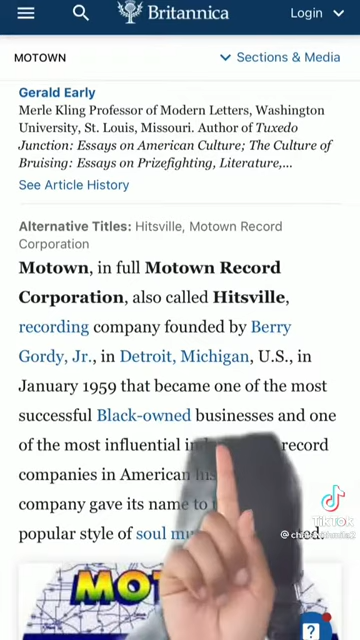 Britannica
Login
MOTOWN
Sections & Media
Gerald Early
Merle Kling Professor of Modern Letters, Washington
University, St. Louis, Missouri. Author of Tuxedo
Junction: Essays on American Culture; The Culture of
Bruising: Essays on Prizefighting, Literature,...
See Article History
Alternative Titles: Hitsville, Motown Record
Corporation
Motown, in full Motown Record
Corporation, also called Hitsville,
recording company founded by Berry
Gordy, Jr., in Detroit, Michigan, U.S., in
January 1959 that became one of the most
successful Black-owned businesses and one
of the most influential record
companies in American
company gave its name to
popular style of soul
TikTok
MOT
?